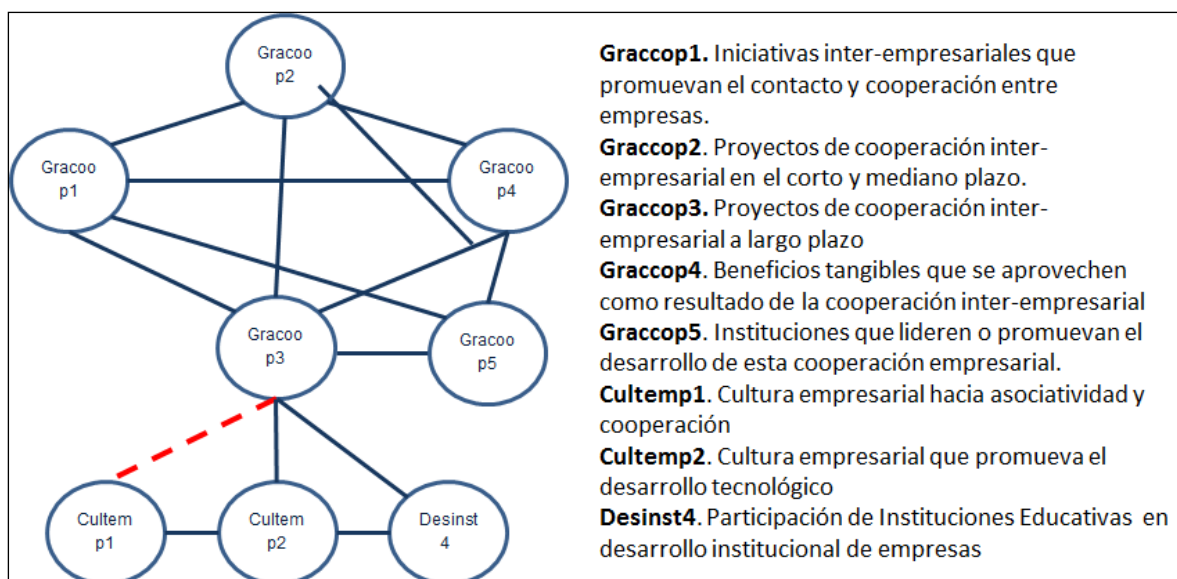 Gracoo
p2
Gracoo
p1
Gracoo
p4
Gracoo
p3
Gracoo
p5
Cultem
p1
Cultem
p2
Desinst
4
Graccop1. Iniciativas inter-empresariales que
promuevan el contacto y cooperación entre
empresas.
Graccop2. Proyectos de cooperación inter-
empresarial en el corto y mediano plazo.
Graccop3. Proyectos de cooperación inter-
empresarial a largo plazo
Graccop4. Beneficios tangibles que se aprovechen
como resultado de la cooperación inter-empresarial
Graccop5. Instituciones que lideren o promuevan el
desarrollo de esta cooperación empresarial.
Cultemp1. Cultura empresarial hacia asociatividad y
cooperación
Cultemp2. Cultura empresarial que promueva el
desarrollo tecnológico
Desinst4. Participación de Instituciones Educativas en
desarrollo institucional de empresas